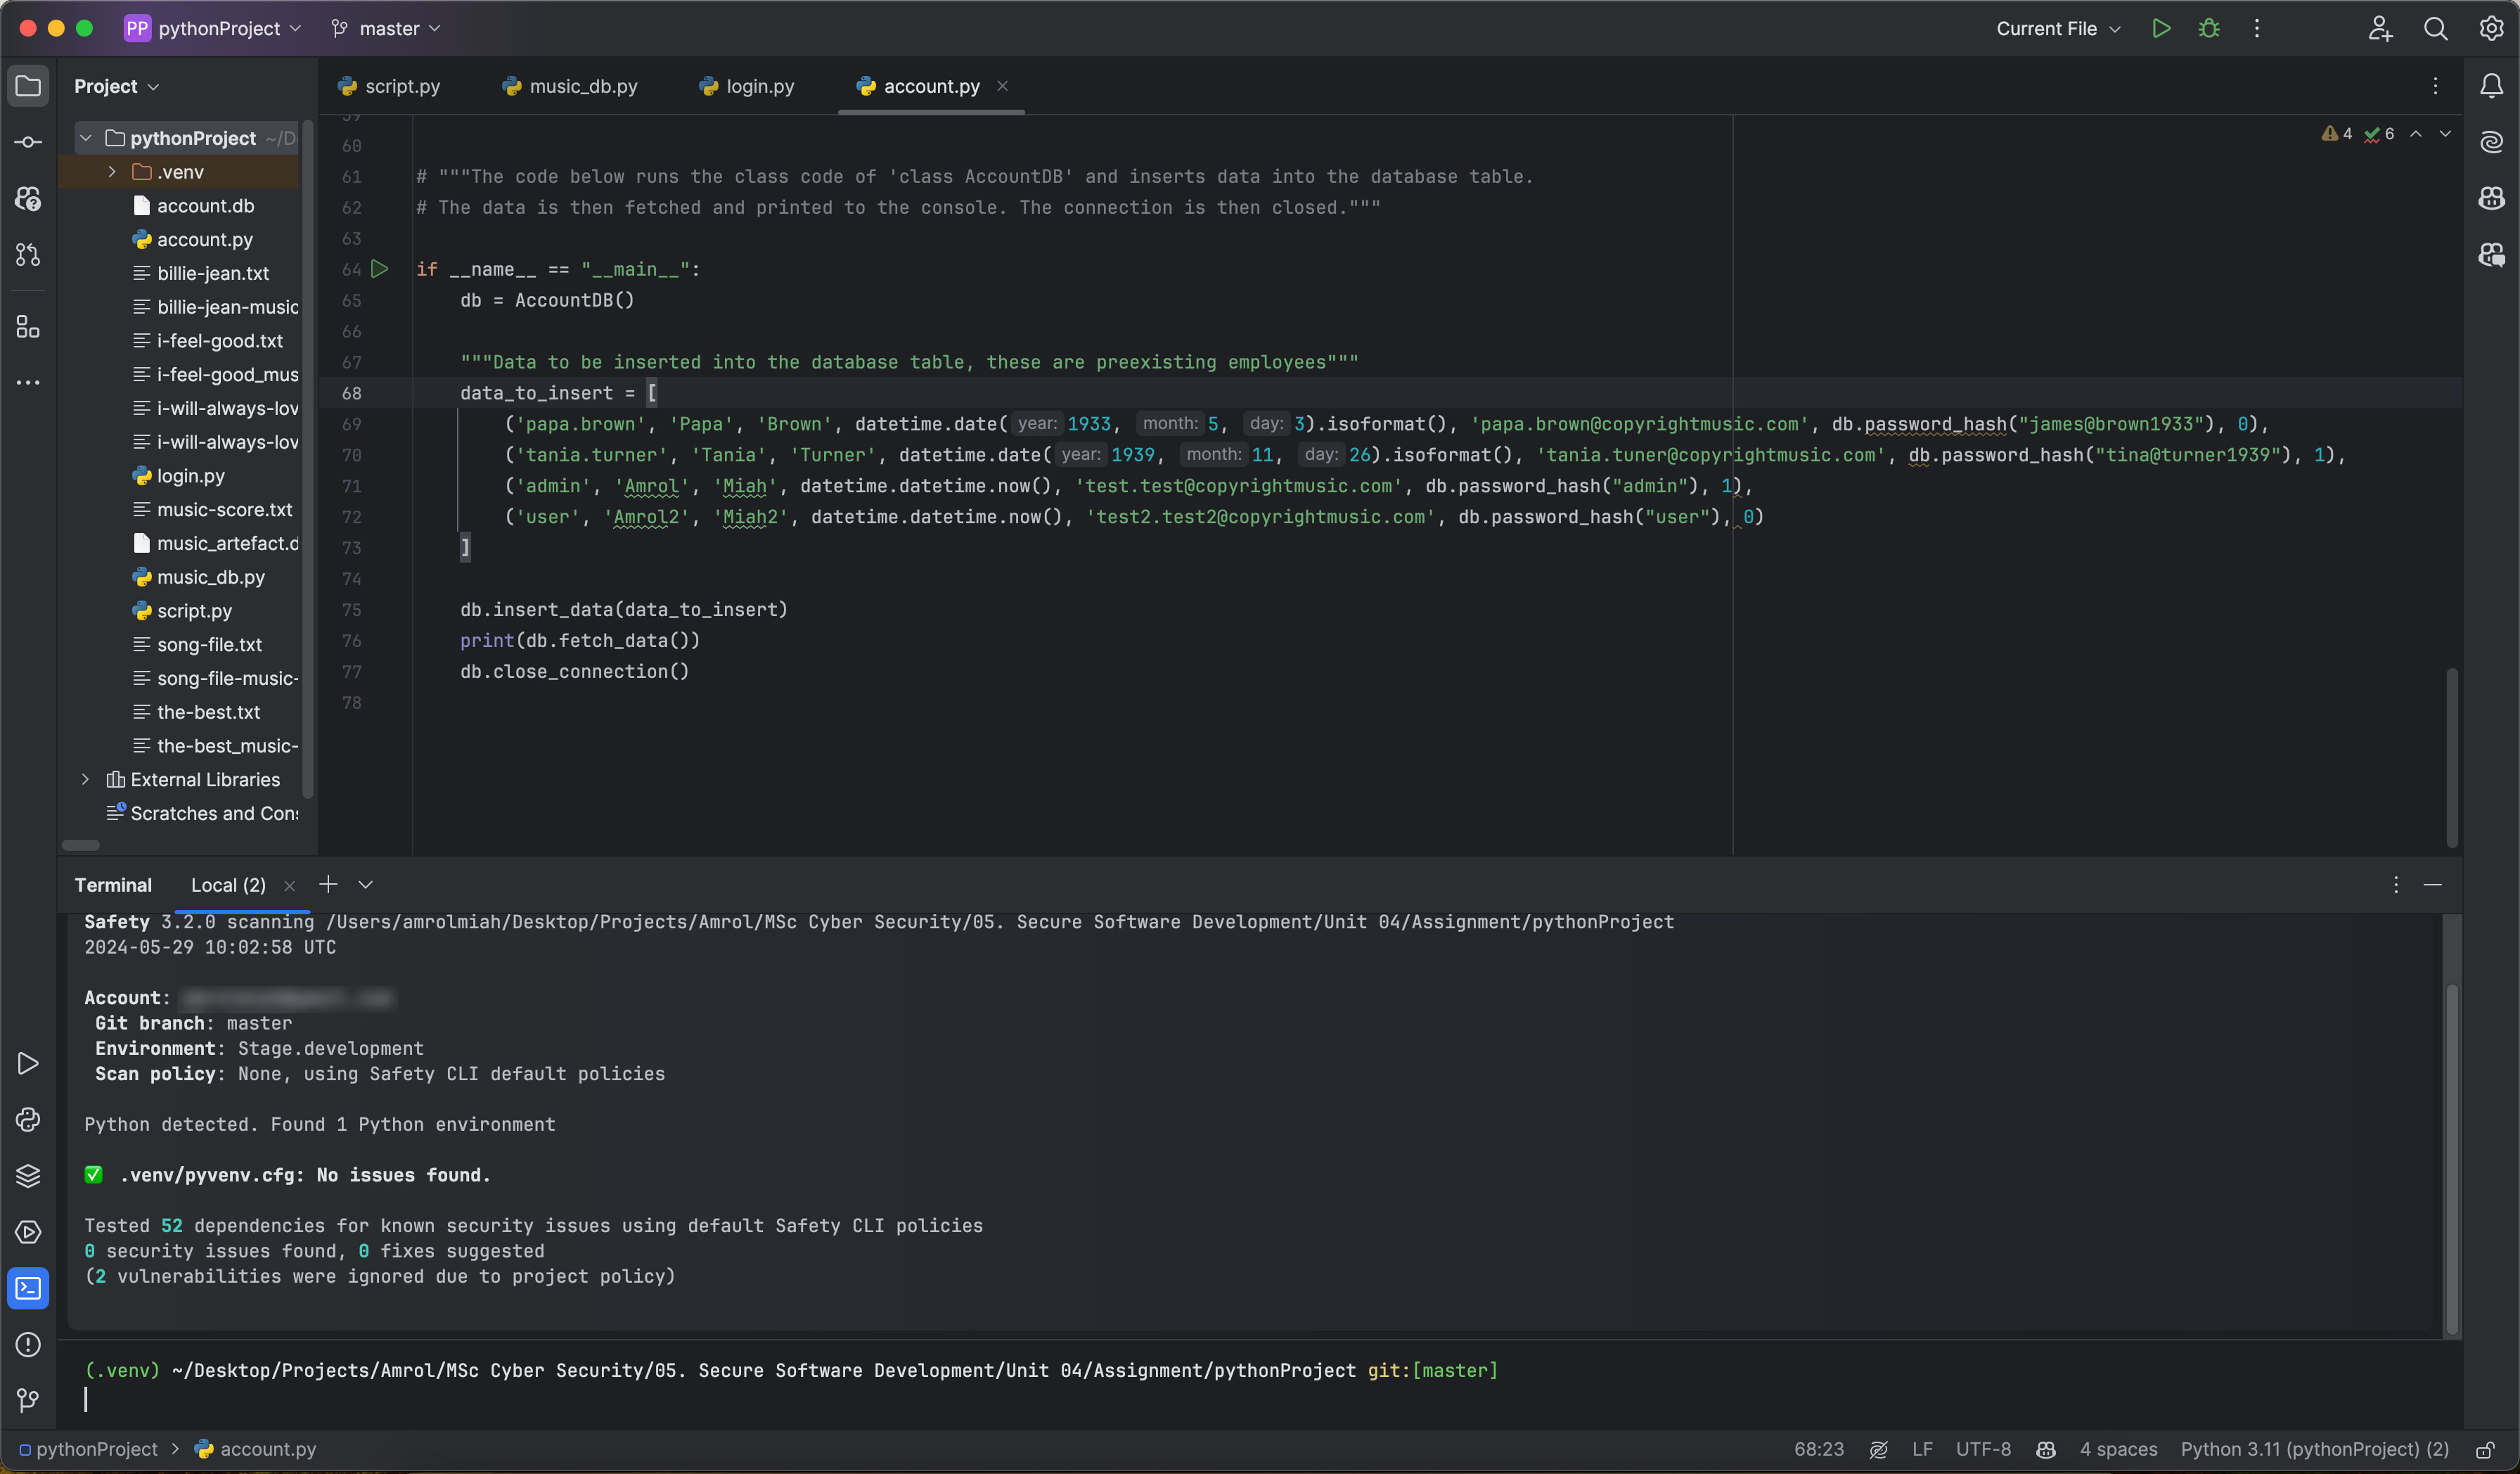 PP pythonProject master Current File
Project
script.py music_db.py login.py account.py
pythonProject ~/D
.venv
account.db
account.py
billie-jean.txt
billie-jean-music
i-feel-good.txt
i-feel-good_mus
i-will-always-lov
i-will-always-lov
login.py
music-score.txt
music_artefact.d
music_db.py
script.py
song-file.txt
song-file-music-
the-best.txt
the-best_music-
External Libraries
Scratches and Cons
4 6
59
60
61 # """The code below runs the class code of 'class AccountDB' and inserts data into the database table.
62 # The data is then fetched and printed to the console. The connection is then closed."""
63
64 if __name__ == "__main__":
65 db = AccountDB()
66
67 """Data to be inserted into the database table, these are preexisting employees"""
68 data_to_insert = [
69 ('papa.brown', 'Papa', 'Brown', datetime.date( year: 1933, month: 5, day: 3).isoformat(), 'papa.brown@copyrightmusic.com', db.password_hash("james@brown1933"), 0),
70 ('tania.turner', 'Tania', 'Turner', datetime.date( year: 1939, month: 11, day: 26).isoformat(), 'tania.tuner@copyrightmusic.com', db.password_hash("tina@turner1939"), 1),
71 ('admin', 'Amrol', 'Miah', datetime.datetime.now(), 'test.test@copyrightmusic.com', db.password_hash("admin"), 1),
72 ('user', 'Amrol2', 'Miah2', datetime.datetime.now(), 'test2.test2@copyrightmusic.com', db.password_hash("user"), 0)
73 ]
74
75 db.insert_data(data_to_insert)
76 print(db.fetch_data())
77 db.close_connection()
78
Terminal Local (2)
Safety 3.2.0 scanning /Users/amrolmiah/Desktop/Projects/Amrol/MSc Cyber Security/05. Secure Software Development/Unit 04/Assignment/pythonProject
2024-05-29 10:02:58 UTC
Account:
Git branch: master
Environment: Stage.development
Scan policy: None, using Safety CLI default policies
Python detected. Found 1 Python environment
✅ .venv/pyvenv.cfg: No issues found.
Tested 52 dependencies for known security issues using default Safety CLI policies
0 security issues found, 0 fixes suggested
(2 vulnerabilities were ignored due to project policy)
(.venv) ~/Desktop/Projects/Amrol/MSc Cyber Security/05. Secure Software Development/Unit 04/Assignment/pythonProject git:[master]
pythonProject > account.py 68:23 LF UTF-8 4 spaces Python 3.11 (pythonProject) (2)